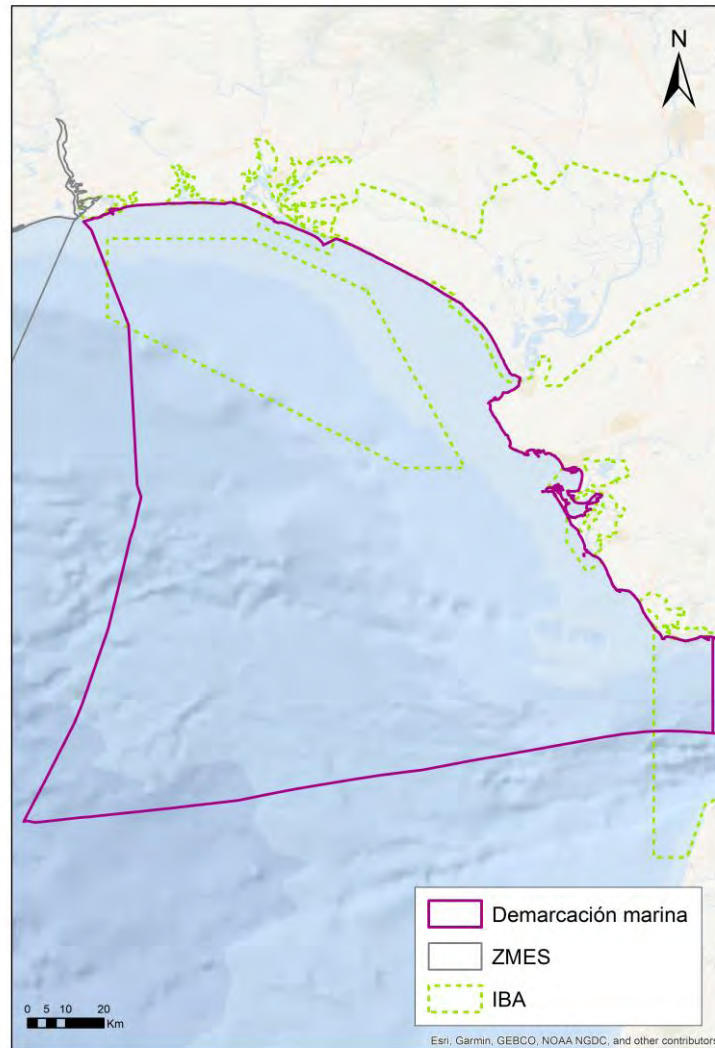 N
Demarcación marina
ZMES
IBA
0 5 10 20
Km
Esri, Garmin, GEBCO, NOAA NGDC, and other contributors